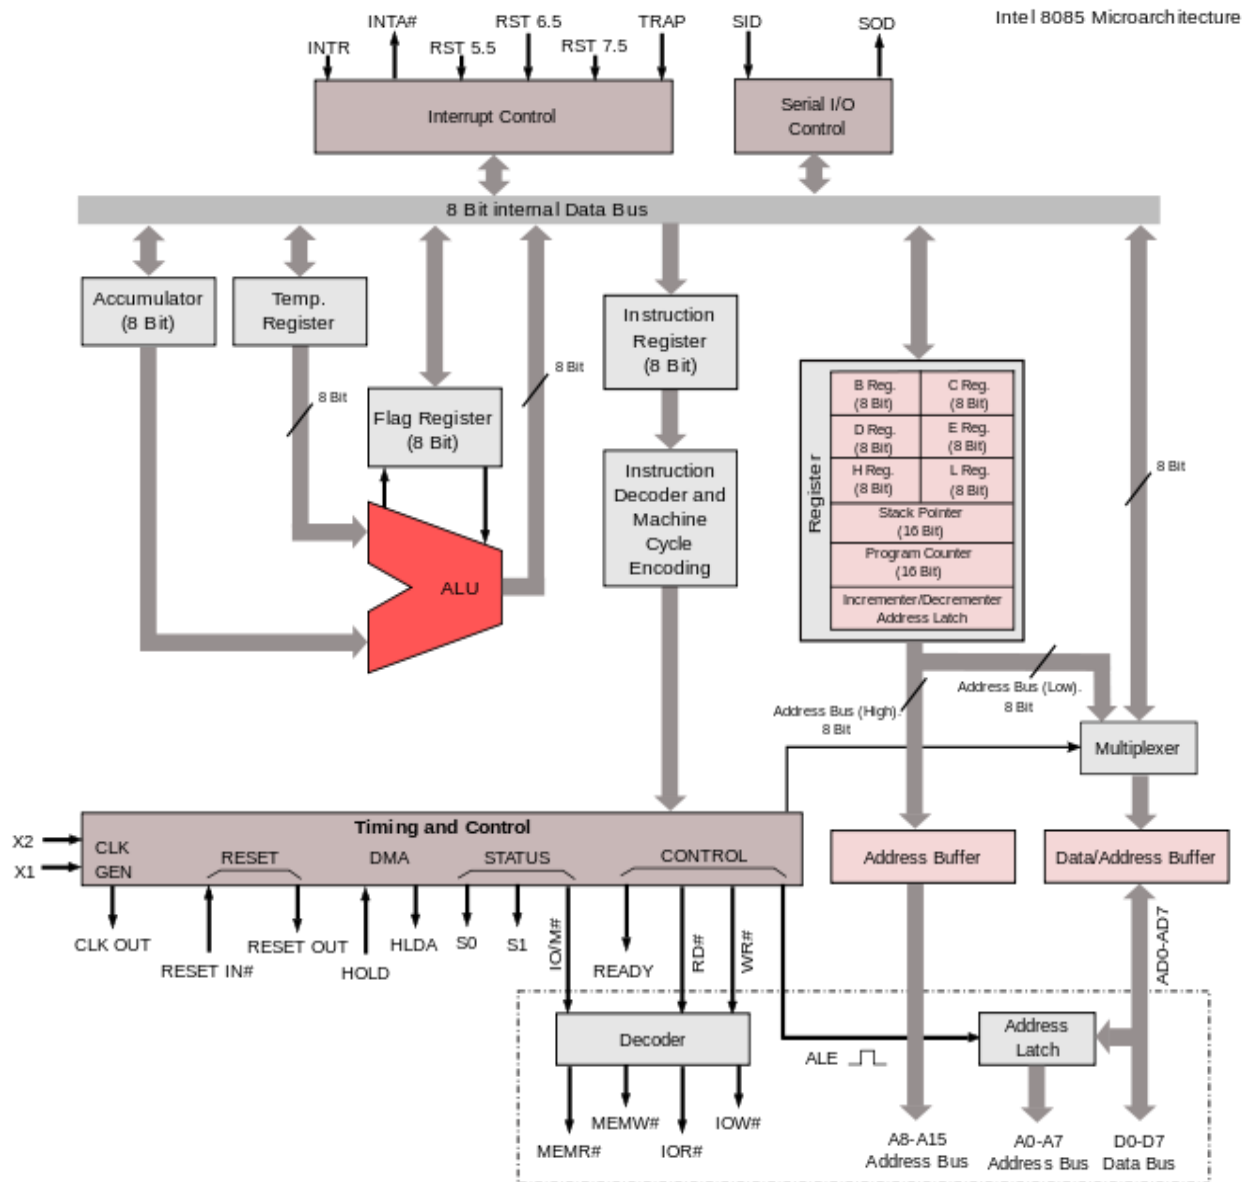 Intel 8085 Microarchitecture
INTA#
RST 6.5
TRAP
SID
SOD
INTR
RST 5.5
RST 7.5
Interrupt Control
Serial I/O
Control
8 Bit internal Data Bus
Accumulator
(8 Bit)
Temp.
Register
Instruction
Register
(8 Bit)
8 Bit
8 Bit
Flag Register
(8 Bit)
Instruction
Decoder and
Machine
Cycle
Encoding
ALU
Register
B Reg.
(8 Bit)
C Reg.
(8 Bit)
D Reg.
(8 Bit)
E Reg.
(8 Bit)
H Reg.
(8 Bit)
L Reg.
(8 Bit)
Stack Pointer
(16 Bit)
Program Counter
(16 Bit)
Incrementer/Decrementer
Address Latch
8 Bit
Address Bus (Low).
8 Bit
Address Bus (High).
8 Bit
Multiplexer
Timing and Control
X2
X1
CLK
GEN
RESET
DMA
STATUS
CONTROL
Address Buffer
Data/Address Buffer
CLK OUT
RESET IN#
RESET OUT
HOLD
HLDA
S0
S1
IO/M#
READY
RD#
WR#
AD0-AD7
Decoder
ALE
Address
Latch
MEMR#
MEMW#
IOR#
IOW#
A8-A15
Address Bus
A0-A7
Address Bus
D0-D7
Data Bus